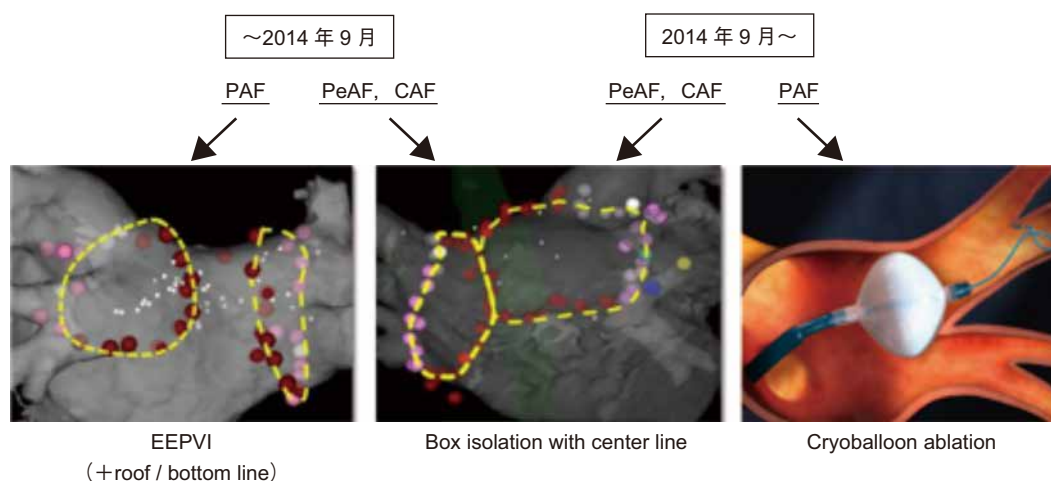 ～2014 年 9 月
2014 年 9 月～
PAF
PeAF， CAF
PeAF， CAF
PAF
EEPVI
（＋roof / bottom line）
Box isolation with center line
Cryoballoon ablation